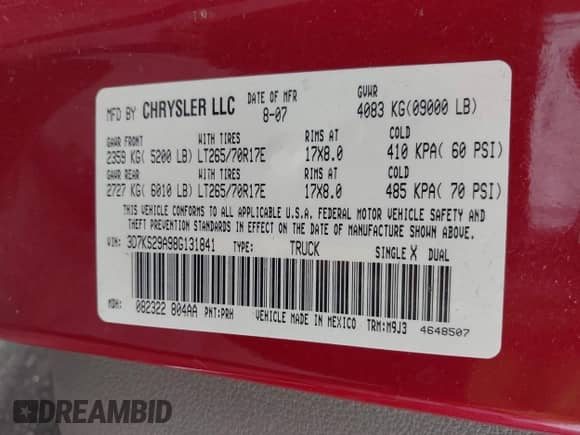 MFD BY CHRYSLER LLC DATE OF MFR 8-07 GVWR 4083 KG(09000 LB)
GAWR FRONT WITH TIRES RIMS AT COLD
2359 KG( 5200 LB) LT265/70R17E 17X8.0 410 KPA( 60 PSI)
GAWR REAR WITH TIRES RIMS AT COLD
2727 KG( 6010 LB) LT265/70R17E 17X8.0 485 KPA( 70 PSI)
THIS VEHICLE CONFORMS TO ALL APPLICABLE U.S.A. FEDERAL MOTOR VEHICLE SAFETY AND
THEFT PREVENTION STANDARDS IN EFFECT ON THE DATE OF MANUFACTURE SHOWN ABOVE.
VIN: 3D7KS29A98G131841 TYPE: TRUCK SINGLE X DUAL
MDH: 082322 804AA PNT:PRH VEHICLE MADE IN MEXICO TRM:M9J3 4648507
DREAMBID